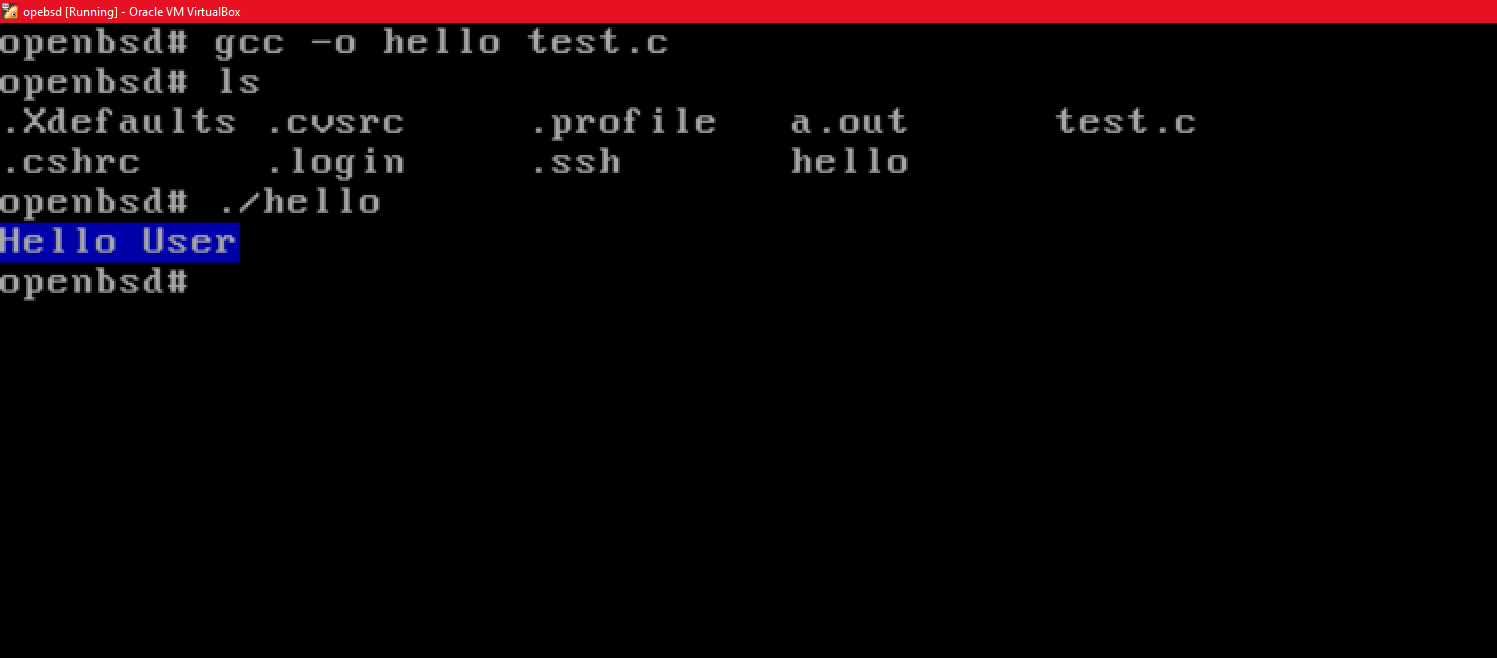 opebsd [Running] - Oracle VM VirtualBox
openbsd# gcc -o hello test.c
openbsd# ls
.Xdefaults .cvsrc .profile a.out test.c
.cshrc .login .ssh hello
openbsd# ./hello
Hello User
openbsd#